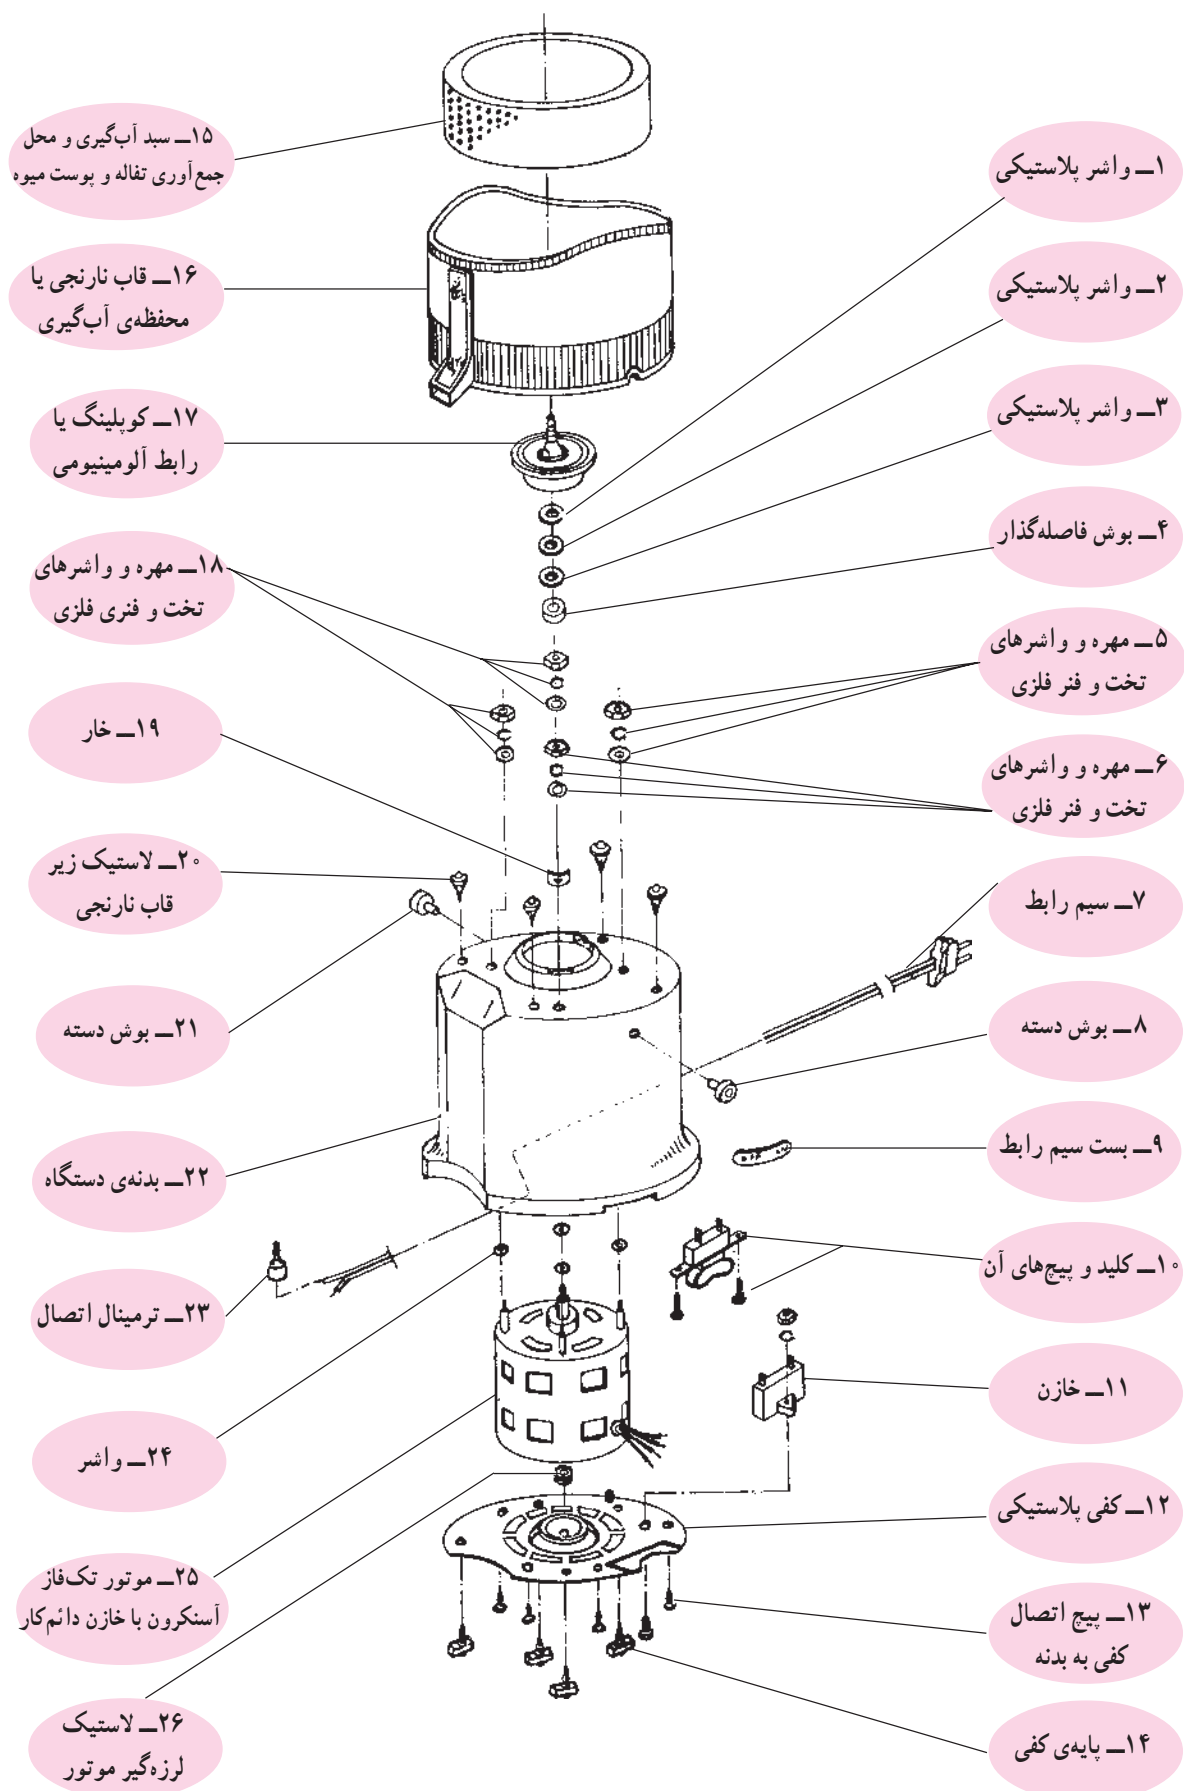 ۱ــ واشر پلاستیکی
۲ــ واشر پلاستیکی
۳ــ واشر پلاستیکی
۴ــ بوش فاصله‌گذار
۵ــ مهره و واشرهای
تخت و فنر فلزی
۶ــ مهره و واشرهای
تخت و فنر فلزی
۷ــ سیم رابط
۸ــ بوش دسته
۹ــ بست سیم رابط
۱۰ــ کلید و پیچ‌های آن
۱۱ــ خازن
۱۲ــ کفی پلاستیکی
۱۳ــ پیچ اتصال
کفی به بدنه
۱۴ــ پایه‌ی کفی
۱۵ــ سبد آب‌گیری و محل
جمع‌آوری تفاله و پوست میوه
۱۶ــ قاب نارنجی یا
محفظه‌ی آب‌گیری
۱۷ــ کوپلینگ یا
رابط آلومینیومی
۱۸ــ مهره و واشرهای
تخت و فنری فلزی
۱۹ــ خار
۲۰ــ لاستیک زیر
قاب نارنجی
۲۱ــ بوش دسته
۲۲ــ بدنه‌ی دستگاه
۲۳ــ ترمینال اتصال
۲۴ــ واشر
۲۵ــ موتور تک‌فاز
آسنکرون با خازن دائم‌کار
۲۶ــ لاستیک
لرزه‌گیر موتور